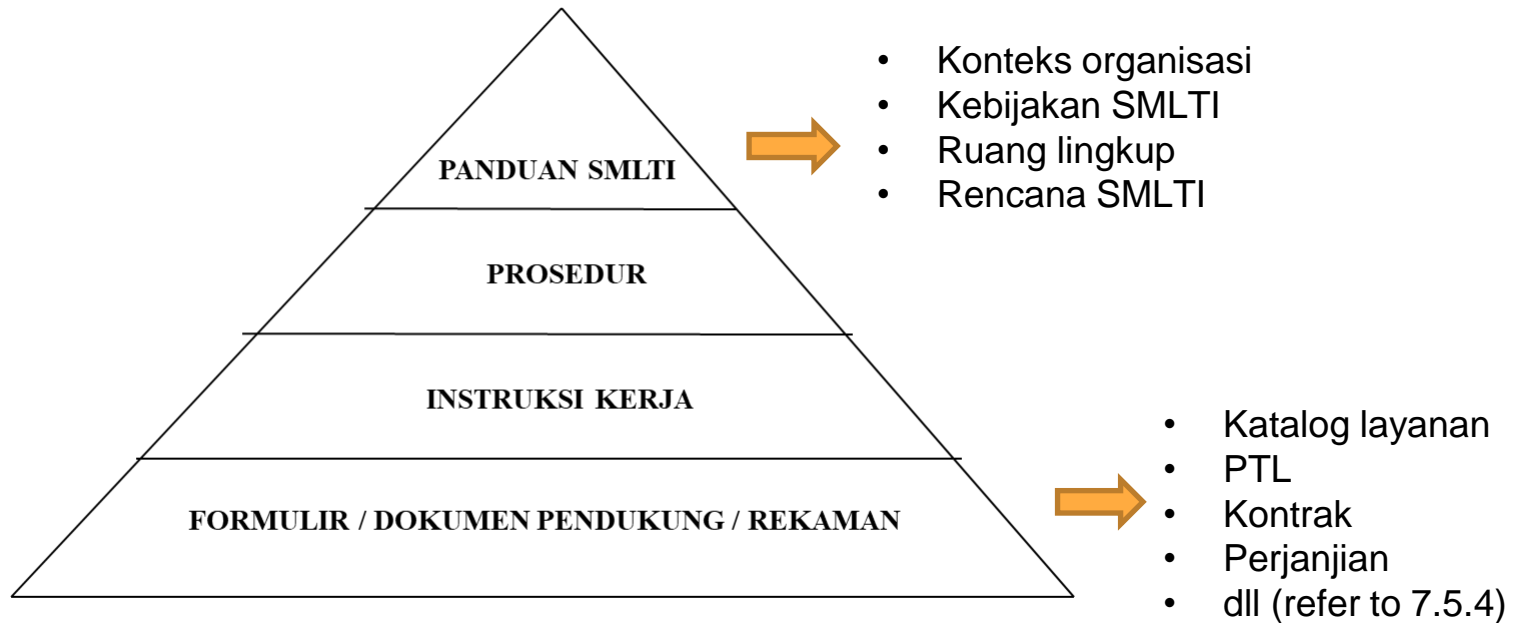 • Konteks organisasi
• Kebijakan SMLTI
• Ruang lingkup
• Rencana SMLTI
PANDUAN SMLTI
PROSEDUR
INSTRUKSI KERJA
FORMULIR / DOKUMEN PENDUKUNG / REKAMAN
• Katalog layanan
• PTL
• Kontrak
• Perjanjian
• dll (refer to 7.5.4)